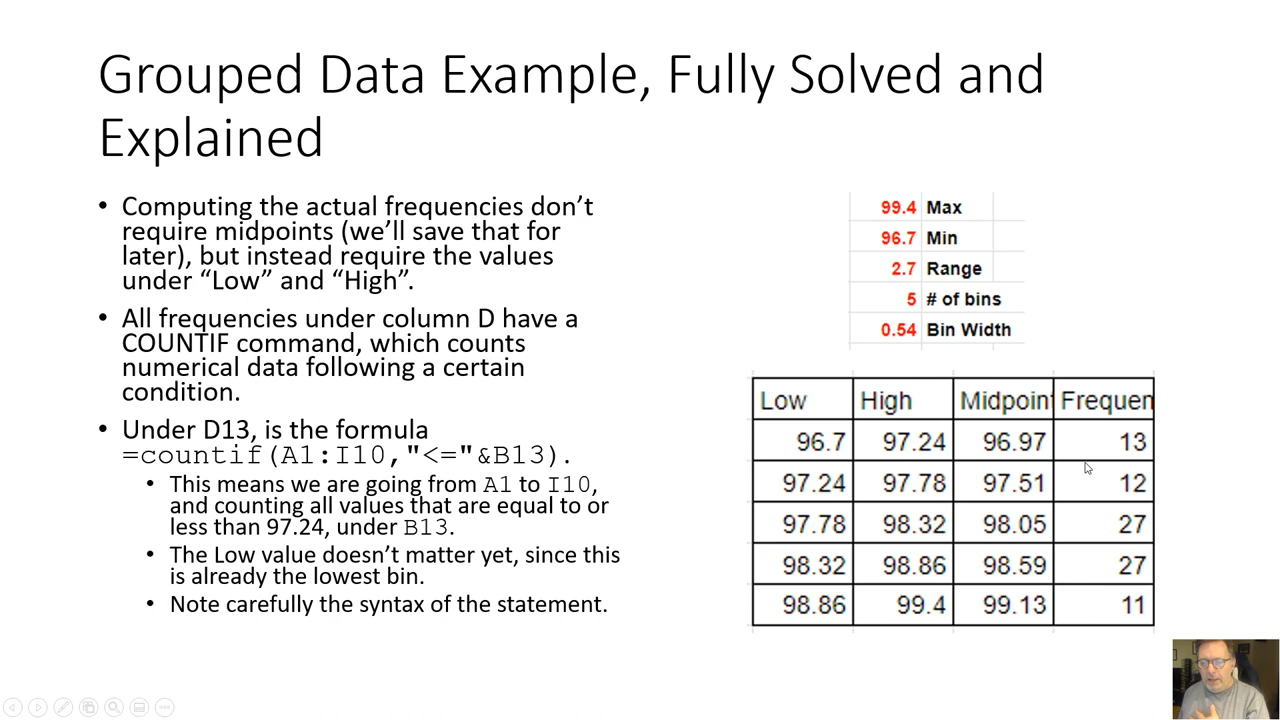 Grouped Data Example, Fully Solved and
Explained
• Computing the actual frequencies don’t
require midpoints (we’ll save that for
later), but instead require the values
under “Low” and “High”.
• All frequencies under column D have a
COUNTIF command, which counts
numerical data following a certain
condition.
• Under D13, is the formula
=countif(A1:I10,"<="&B13).
• This means we are going from A1 to I10,
and counting all values that are equal to or
less than 97.24, under B13.
• The Low value doesn’t matter yet, since this
is already the lowest bin.
• Note carefully the syntax of the statement.
99.4 Max
96.7 Min
2.7 Range
5 # of bins
0.54 Bin Width
Low High Midpoin Frequen
96.7 97.24 96.97 13
97.24 97.78 97.51 12
97.78 98.32 98.05 27
98.32 98.86 98.59 27
98.86 99.4 99.13 11